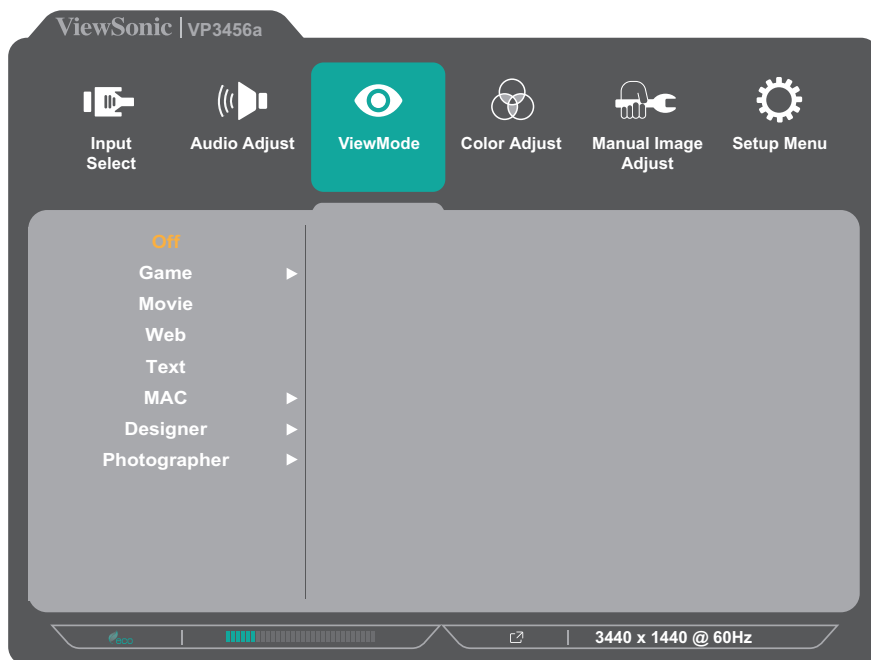 ViewSonic | VP3456a
Input Select
Audio Adjust
ViewMode
Color Adjust
Manual Image Adjust
Setup Menu
Off
Game
Movie
Web
Text
MAC
Designer
Photographer
eco
3440 x 1440 @ 60Hz